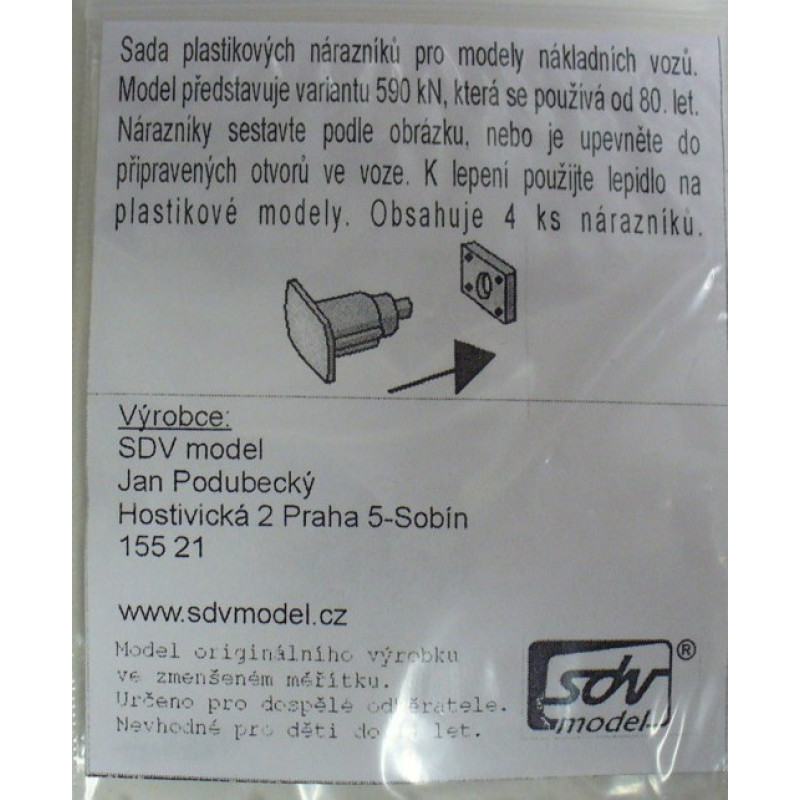 Sada plastikových nárazníků pro modely nákladních vozů.
Model představuje variantu 590 kN, která se používá od 80. let.
Nárazníky sestavte podle obrázku, nebo je upevněte do
připravených otvorů ve voze. K lepení použijte lepidlo na
plastikové modely. Obsahuje 4 ks nárazníků.
Výrobce:
SDV model
Jan Podubecký
Hostivická 2 Praha 5-Sobín
155 21
www.sdvmodel.cz
Model originálního výrobku
ve zmenšeném měřítku.
Určeno pro dospělé odběratele.
Nevhodné pro děti do let.
sdv ®
model